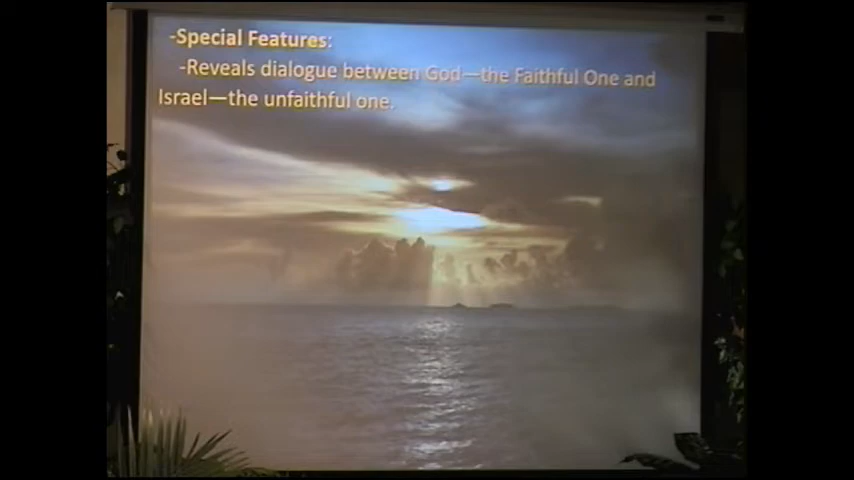 -Special Features:
-Reveals dialogue between God—the Faithful One and
Israel—the unfaithful one.